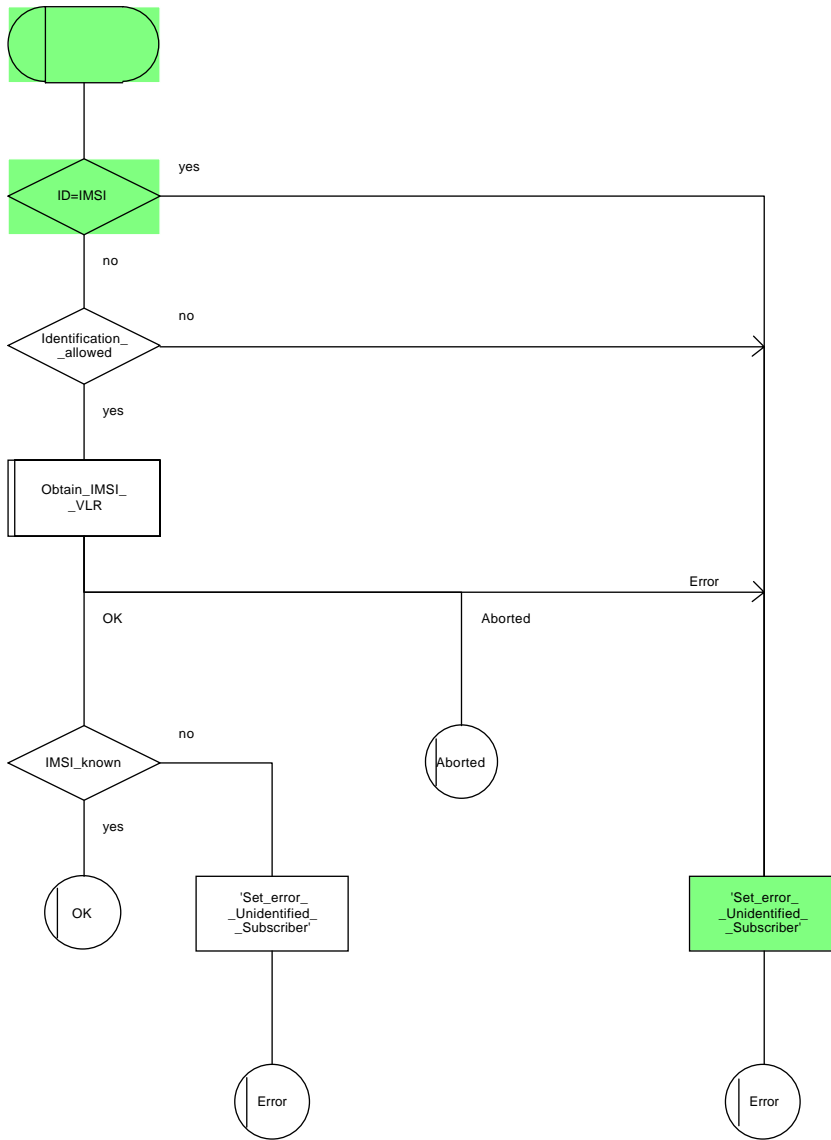 yes
ID=IMSI
no
no
Identification_
_allowed
yes
Obtain_IMSI_
_VLR
Error
OK
Aborted
no
IMSI_known
Aborted
yes
OK
'Set_error_
_Unidentified_
_Subscriber'
'Set_error_
_Unidentified_
_Subscriber'
Error
Error